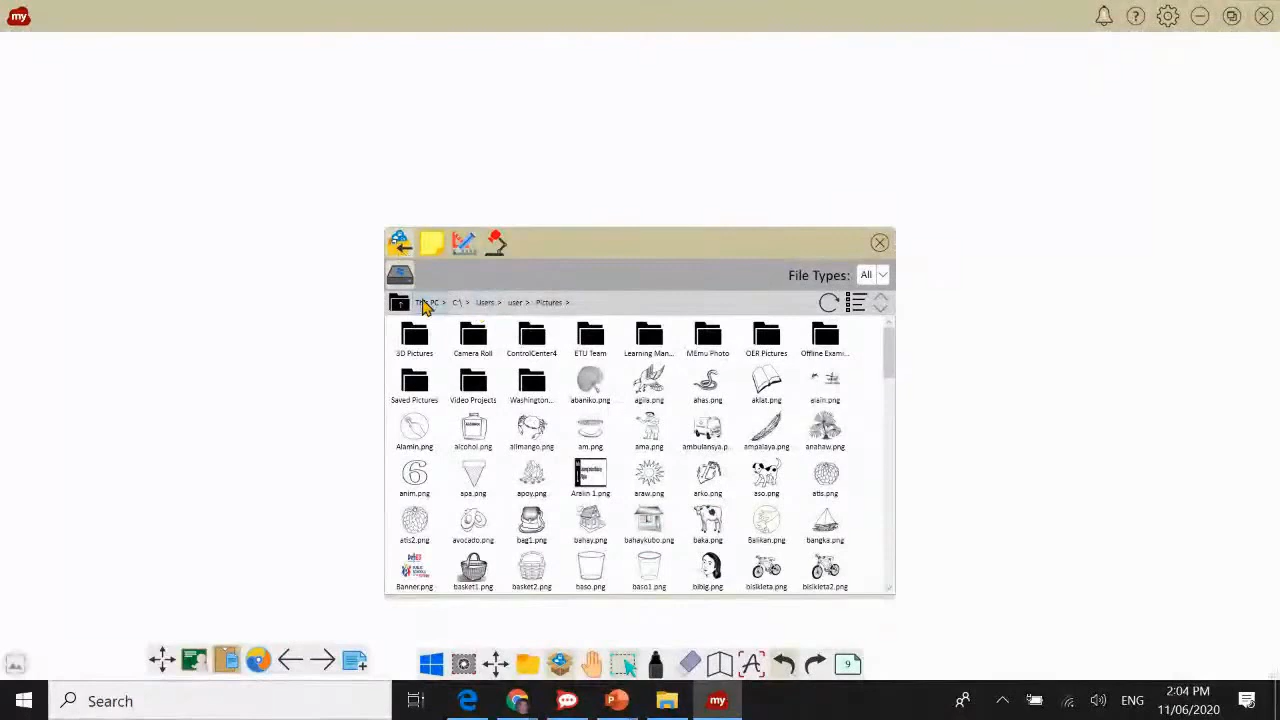 my
File Types: All
This PC > C:\ > Users > user > Pictures >
3D Pictures Camera Roll ControlCenter4 ETU Team Learning Man... MEmu Photo OER Pictures Offline Exami...
Saved Pictures Video Projects Washington... abaniko.png agila.png ahas.png aklat.png alain.png
Alamin.png alcohol.png alimango.png am.png ama.png ambulansya.p... ampalaya.png anahaw.png
6
anim.png apa.png apoy.png Aralin 1.png araw.png arko.png aso.png atis.png
atis2.png avocado.png bag1.png bahay.png bahaykubo.png baka.png Balikan.png bangka.png
Banner.png basket1.png basket2.png baso.png baso1.png bibig.png bisikleta.png bisikleta2.png
A 9
Search my ENG 2:04 PM
11/06/2020